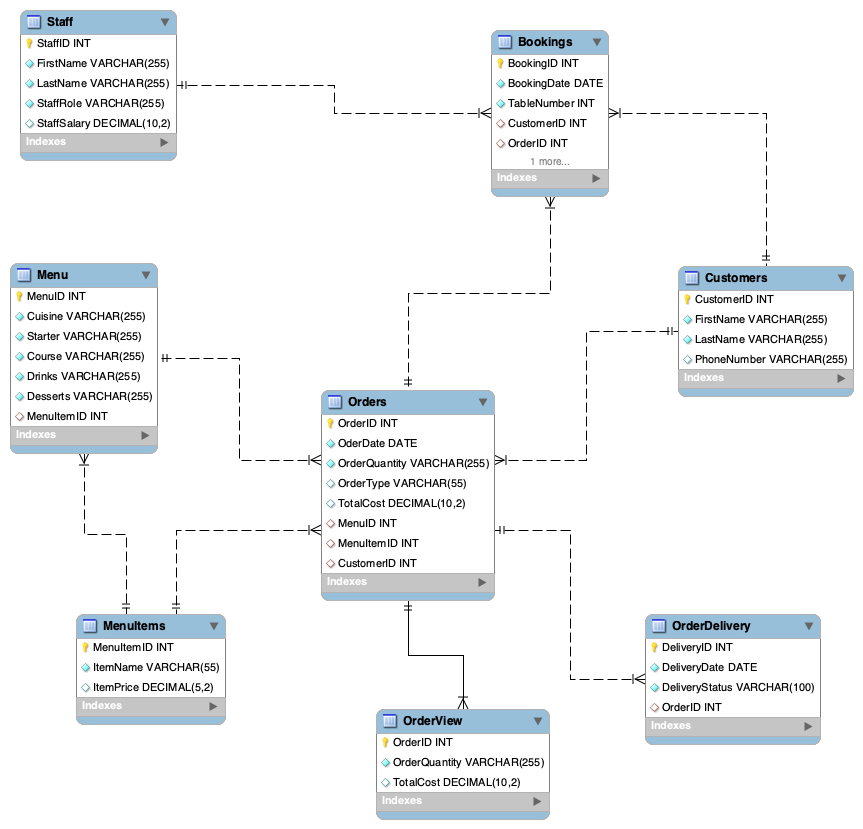 Staff
StaffID INT
FirstName VARCHAR(255)
LastName VARCHAR(255)
StaffRole VARCHAR(255)
StaffSalary DECIMAL(10,2)
Indexes
Bookings
BookingID INT
BookingDate DATE
TableNumber INT
CustomerID INT
OrderID INT
1 more...
Indexes
Menu
MenuID INT
Cuisine VARCHAR(255)
Starter VARCHAR(255)
Course VARCHAR(255)
Drinks VARCHAR(255)
Desserts VARCHAR(255)
MenuItemID INT
Indexes
Customers
CustomerID INT
FirstName VARCHAR(255)
LastName VARCHAR(255)
PhoneNumber VARCHAR(255)
Indexes
Orders
OrderID INT
OderDate DATE
OrderQuantity VARCHAR(255)
OrderType VARCHAR(55)
TotalCost DECIMAL(10,2)
MenuID INT
MenuItemID INT
CustomerID INT
Indexes
MenuItems
MenuItemID INT
ItemName VARCHAR(55)
ItemPrice DECIMAL(5,2)
Indexes
OrderDelivery
DeliveryID INT
DeliveryDate DATE
DeliveryStatus VARCHAR(100)
OrderID INT
Indexes
OrderView
OrderID INT
OrderQuantity VARCHAR(255)
TotalCost DECIMAL(10,2)
Indexes